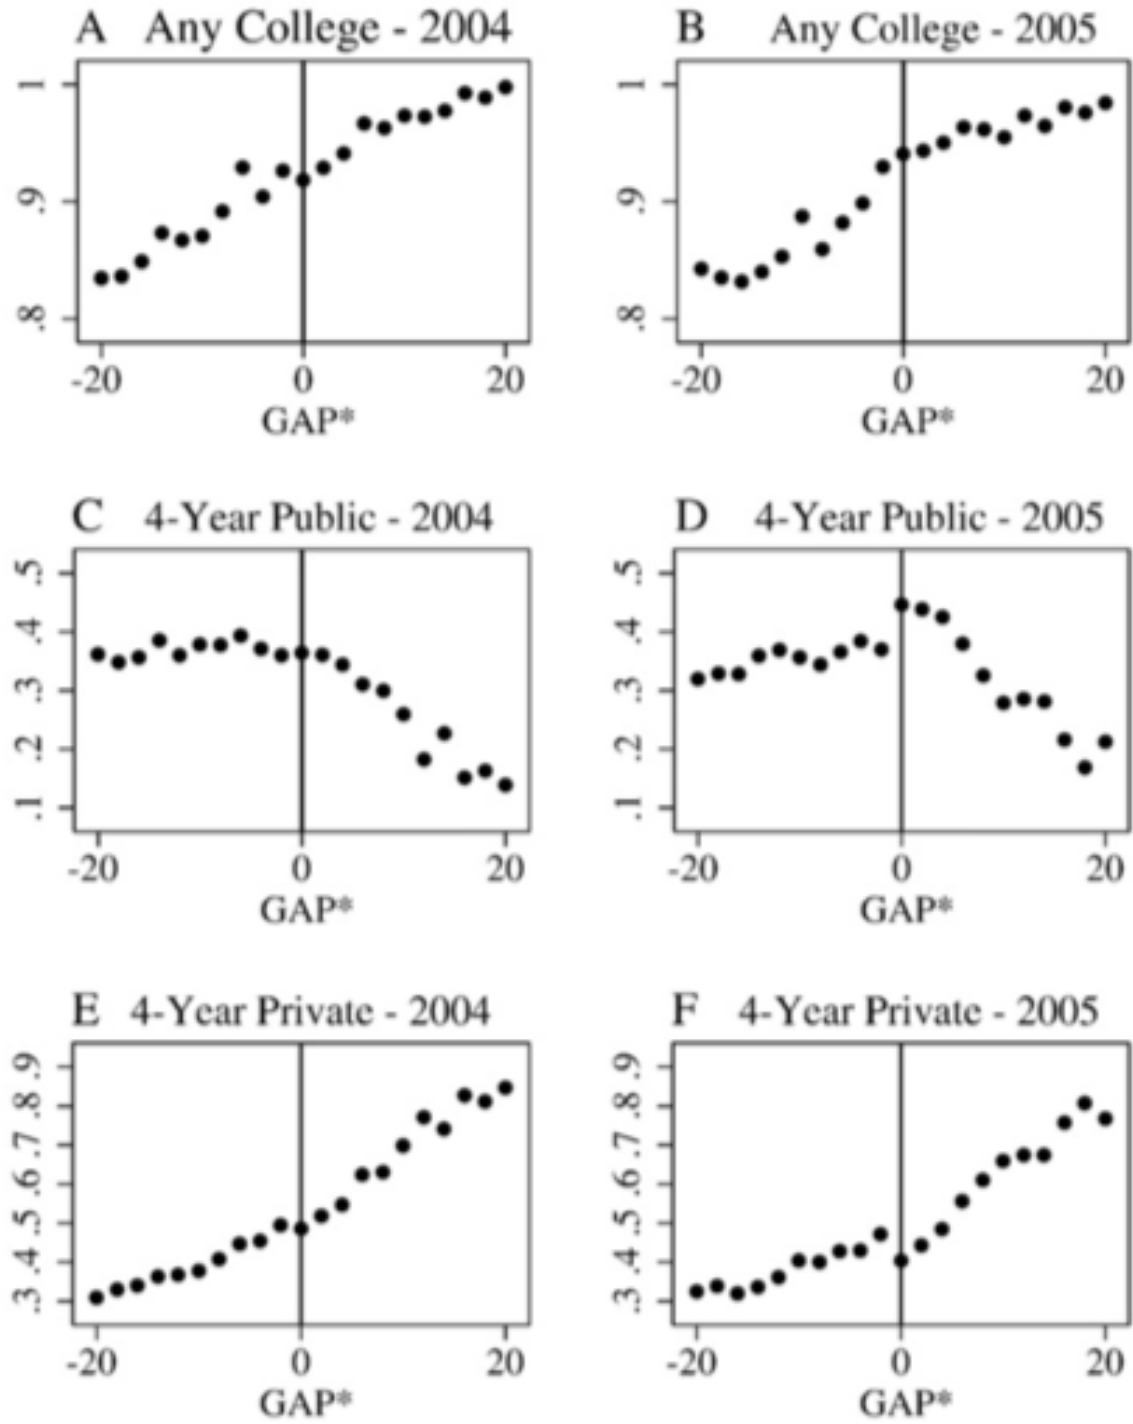 A Any College - 2004
1
.9
.8
-20 0 20
GAP*
B Any College - 2005
1
.9
.8
-20 0 20
GAP*
C 4-Year Public - 2004
.5
.4
.3
.2
.1
-20 0 20
GAP*
D 4-Year Public - 2005
.5
.4
.3
.2
.1
-20 0 20
GAP*
E 4-Year Private - 2004
.9
.8
.7
.6
.5
.4
.3
-20 0 20
GAP*
F 4-Year Private - 2005
.9
.8
.7
.6
.5
.4
.3
-20 0 20
GAP*